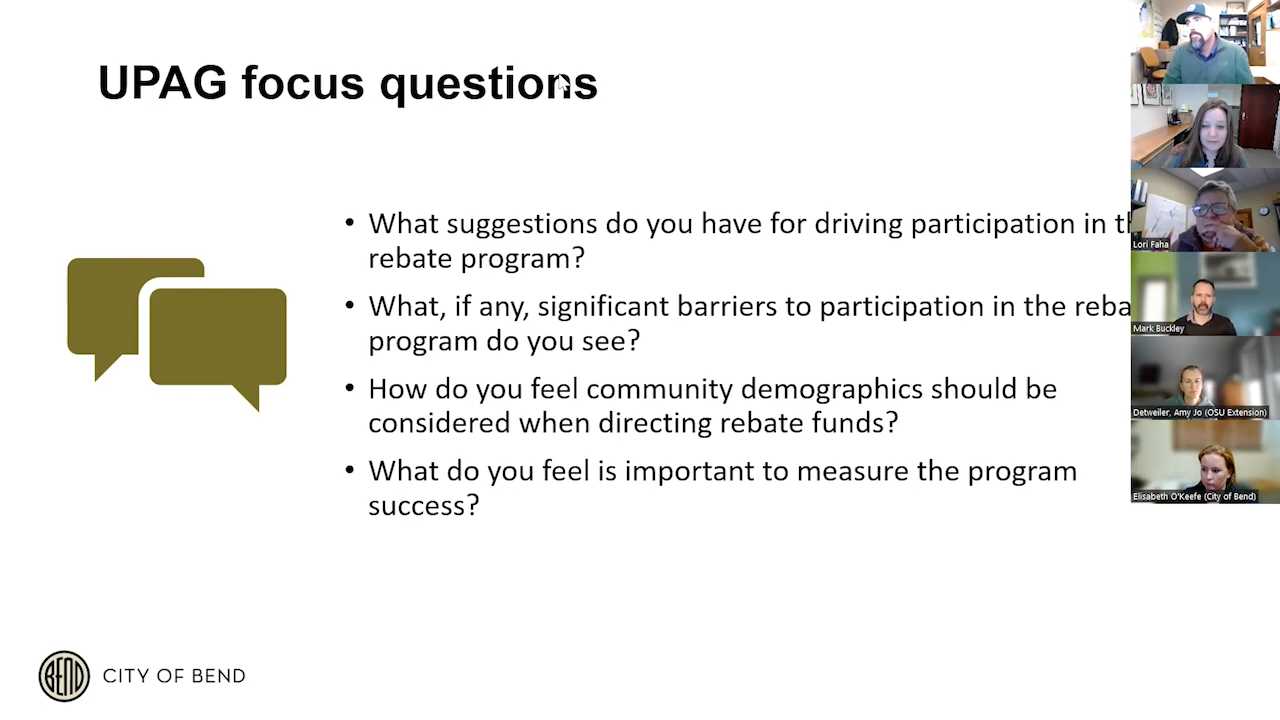 UPAG focus questions
• What suggestions do you have for driving participation in th
rebate program?
• What, if any, significant barriers to participation in the reba
program do you see?
• How do you feel community demographics should be
considered when directing rebate funds?
• What do you feel is important to measure the program
success?
Lori Faha
Mark Buckley
Detweiler, Amy Jo (OSU Extension)
Elisabeth O'Keefe (City of Bend)
BEND
CITY OF BEND